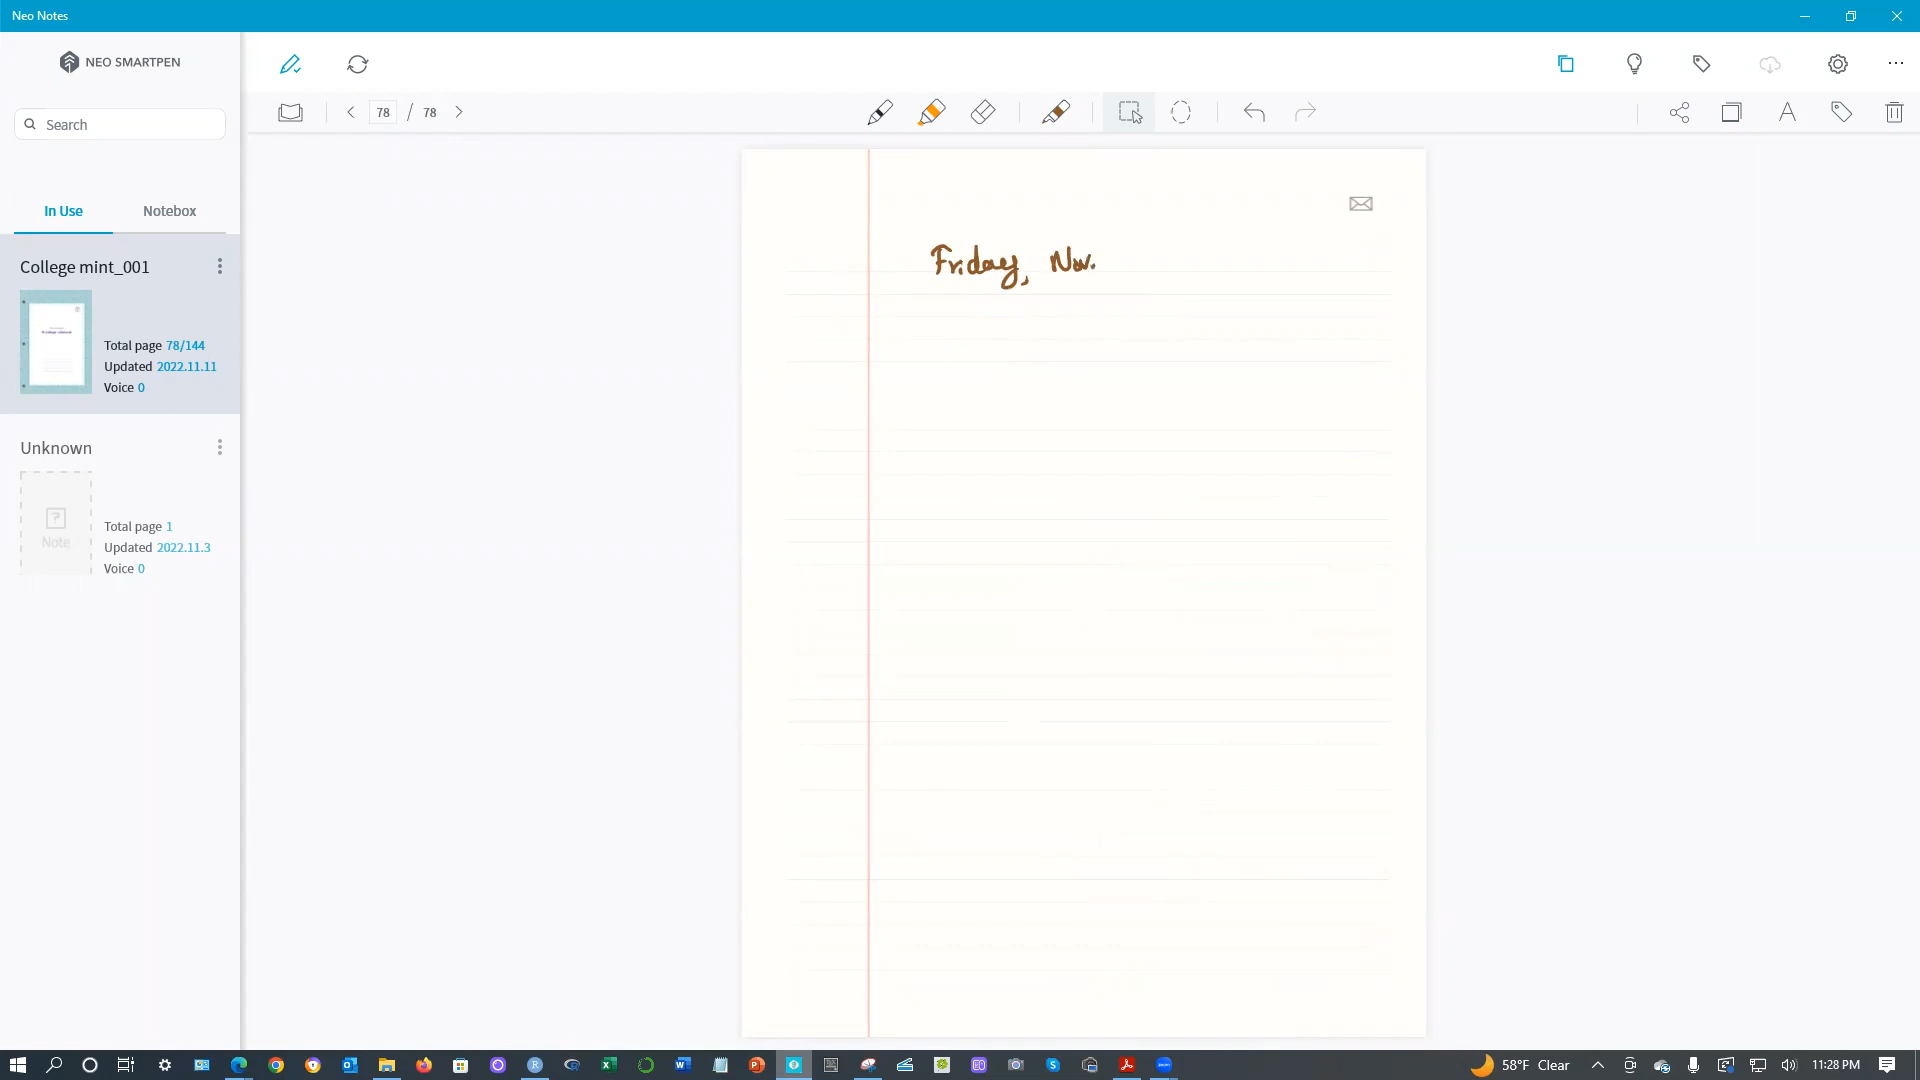 Neo Notes
NEO SMARTPEN
Search
In Use Notebox
College mint_001
Total page 78/144
Updated 2022.11.11
Voice 0
Unknown
Note
Total page 1
Updated 2022.11.3
Voice 0
78 / 78
Friday, Nov.
58°F Clear
11:28 PM